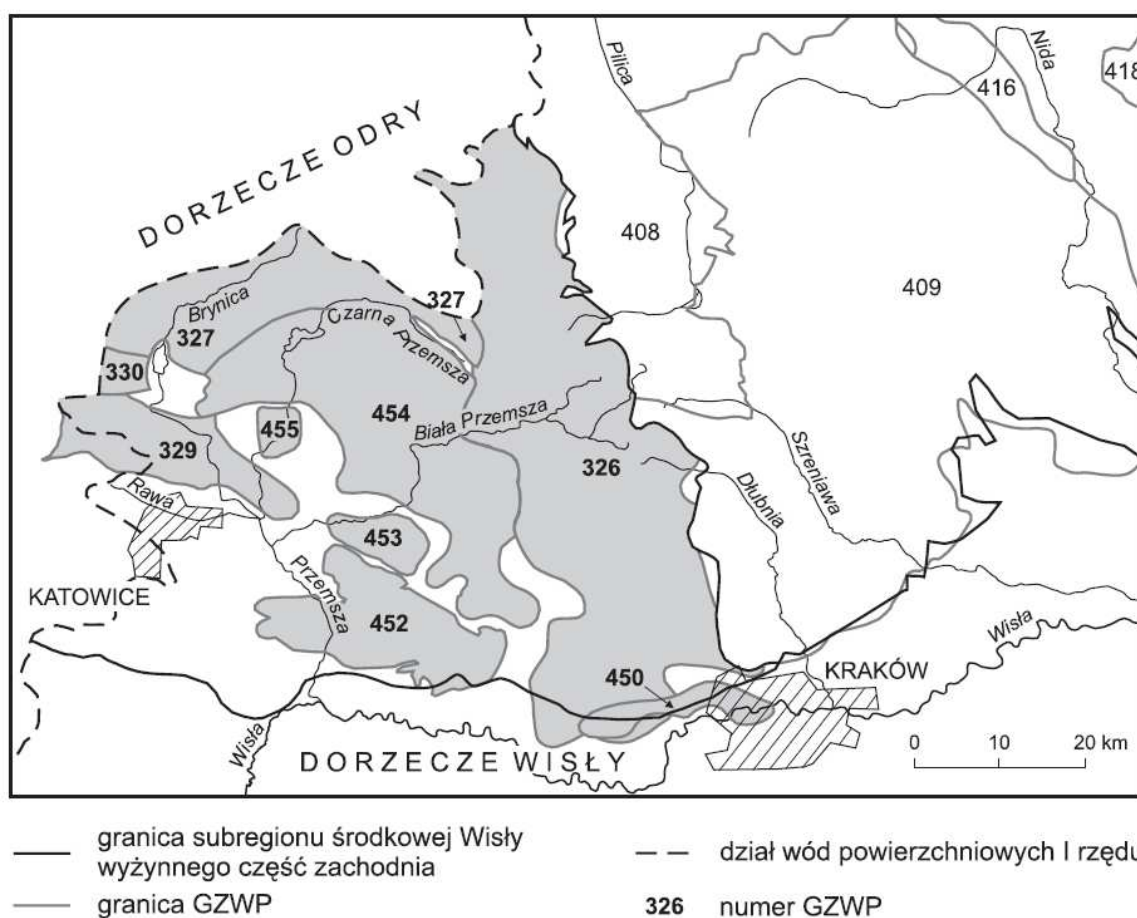 Pilica
Nida
416
418
DORZECZE ODRY
408
409
Brynica
327
327
Czarna Przemsza
330
454
Biała Przemsza
455
329
326
Szreniawa
Dłubnia
Rawa
453
KATOWICE
Przemsza
452
Wisła
450
KRAKÓW
Wisła
DORZECZE WISŁY
0 10 20 km
granica subregionu środkowej Wisły
wyżynnego część zachodnia
dział wód powierzchniowych I rzędu
granica GZWP
326 numer GZWP